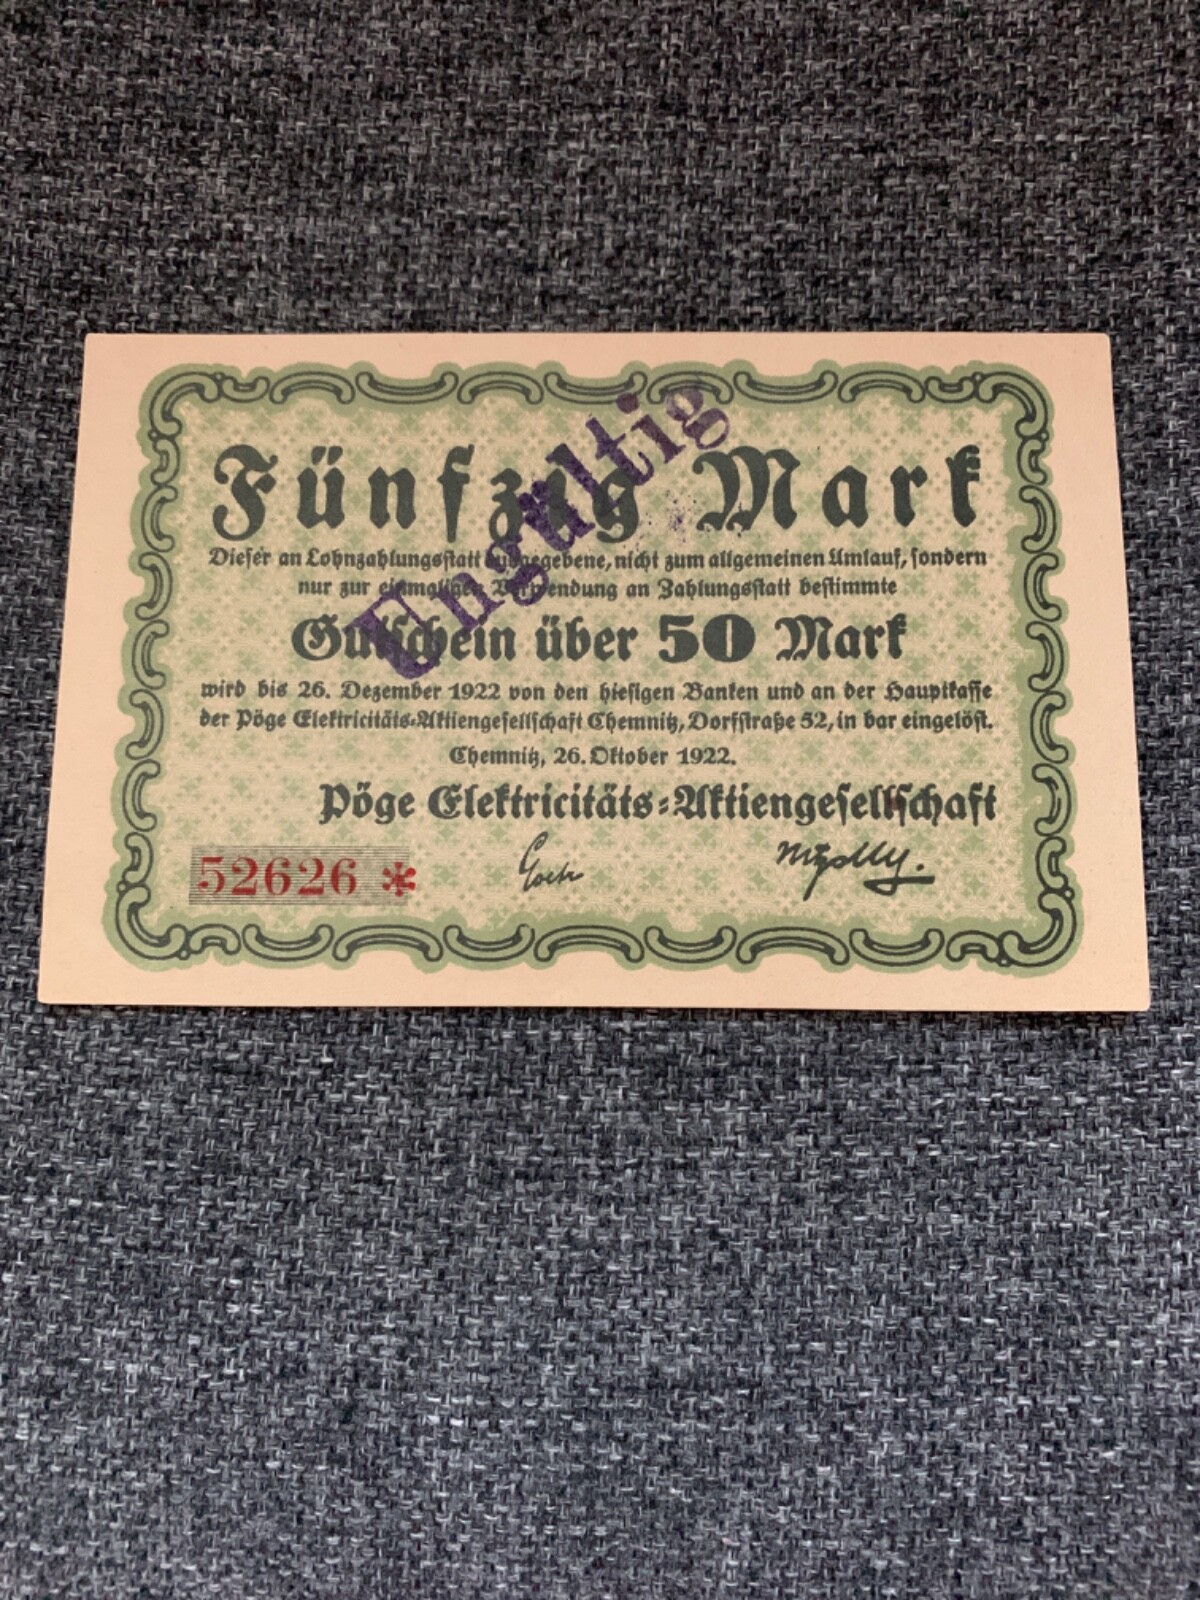 Fünfzig Mark
Dieser an Lohnzahlungsstatt ausgegebene, nicht zum allgemeinen Umlauf, sondern
nur zur einmaligen Verwendung an Zahlungsstatt bestimmte
Gutschein über 50 Mark
wird bis 26. Dezember 1922 von den hiesigen Banken und an der Hauptkasse
der Pöge Elektricitäts-Aktiengesellschaft Chemnitz, Dorfstraße 52, in bar eingelöst.
Chemnitz, 26. Oktober 1922.
Pöge Elektricitäts-Aktiengesellschaft
52626 *
Ungültig